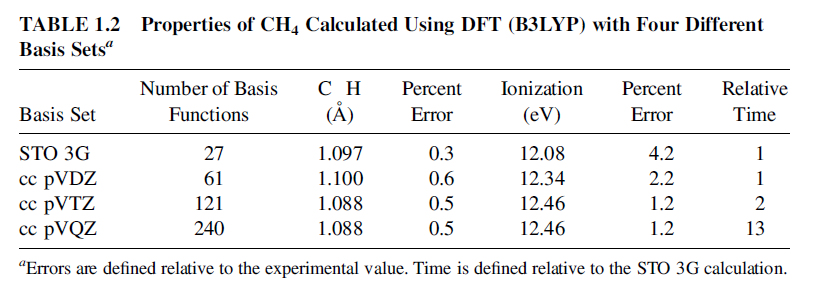 TABLE 1.2 Properties of CH4 Calculated Using DFT (B3LYP) with Four Different
Basis Setsa
Number of Basis C H Percent Ionization Percent Relative
Basis Set Functions (Å) Error (eV) Error Time
STO 3G 27 1.097 0.3 12.08 4.2 1
cc pVDZ 61 1.100 0.6 12.34 2.2 1
cc pVTZ 121 1.088 0.5 12.46 1.2 2
cc pVQZ 240 1.088 0.5 12.46 1.2 13
aErrors are defined relative to the experimental value. Time is defined relative to the STO 3G calculation.